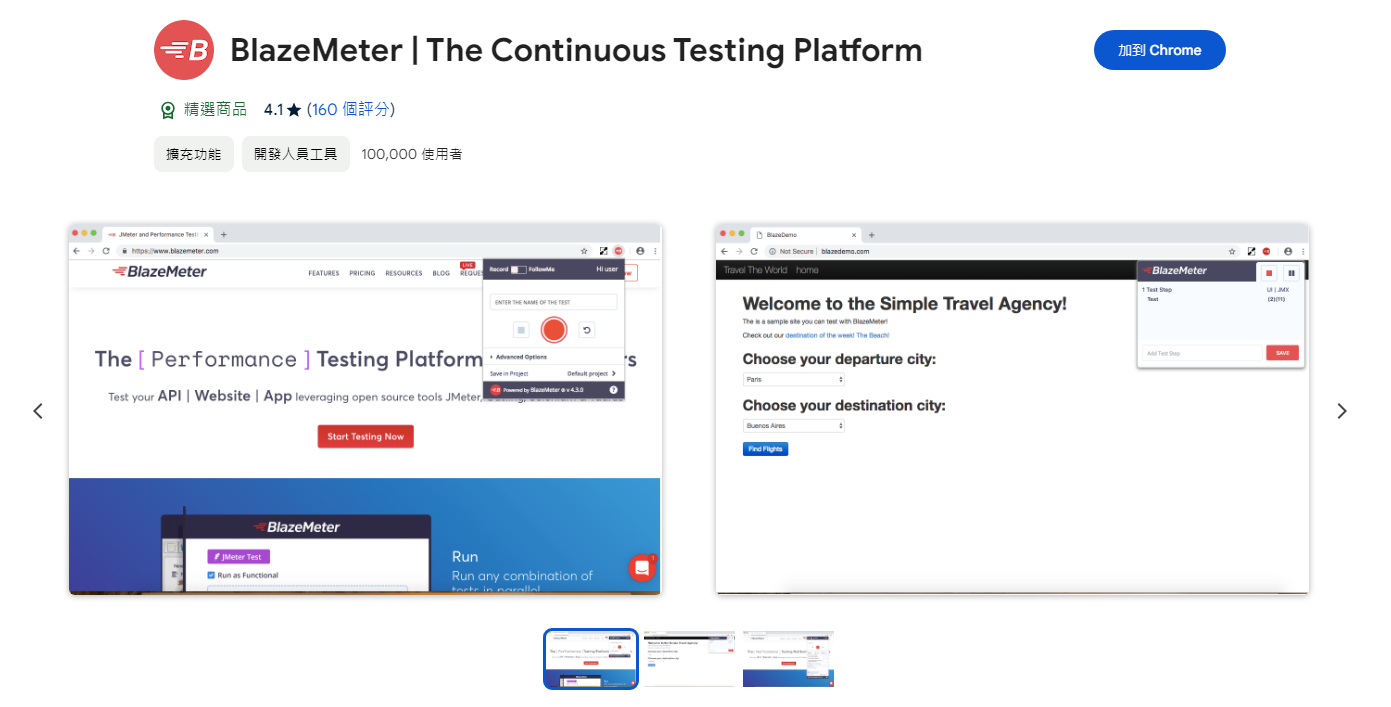 BlazeMeter | The Continuous Testing Platform
加到 Chrome
精選商品 4.1★ (160 個評分)
擴充功能 開發人員工具 100,000 使用者
JMeter and Performance Testi
https://www.blazemeter.com
BlazeMeter
FEATURES PRICING RESOURCES BLOG LIVE REQUES
Record FollowMe Hi user
ENTER THE NAME OF THE TEST
Advanced Options
Save in Project Default project
Powered by BlazeMeter ® v 4.3.0
The [ Performance ] Testing Platform
Test your API | Website | App leveraging open source tools JMeter,
Start Testing Now
BlazeMeter
JMeter Test
Run as Functional
Run
Run any combination of
tests in parallel
BlazeDemo
Not Secure | blazedemo.com
Travel The World home
Welcome to the Simple Travel Agency!
The is a sample site you can test with BlazeMeter!
Check out our destination of the week! The Beach!
Choose your departure city:
Paris
Choose your destination city:
Buenos Aires
Find Flights
BlazeMeter
1 Test Step UI | JMX
Test (2)(11)
Add Test Step SAVE